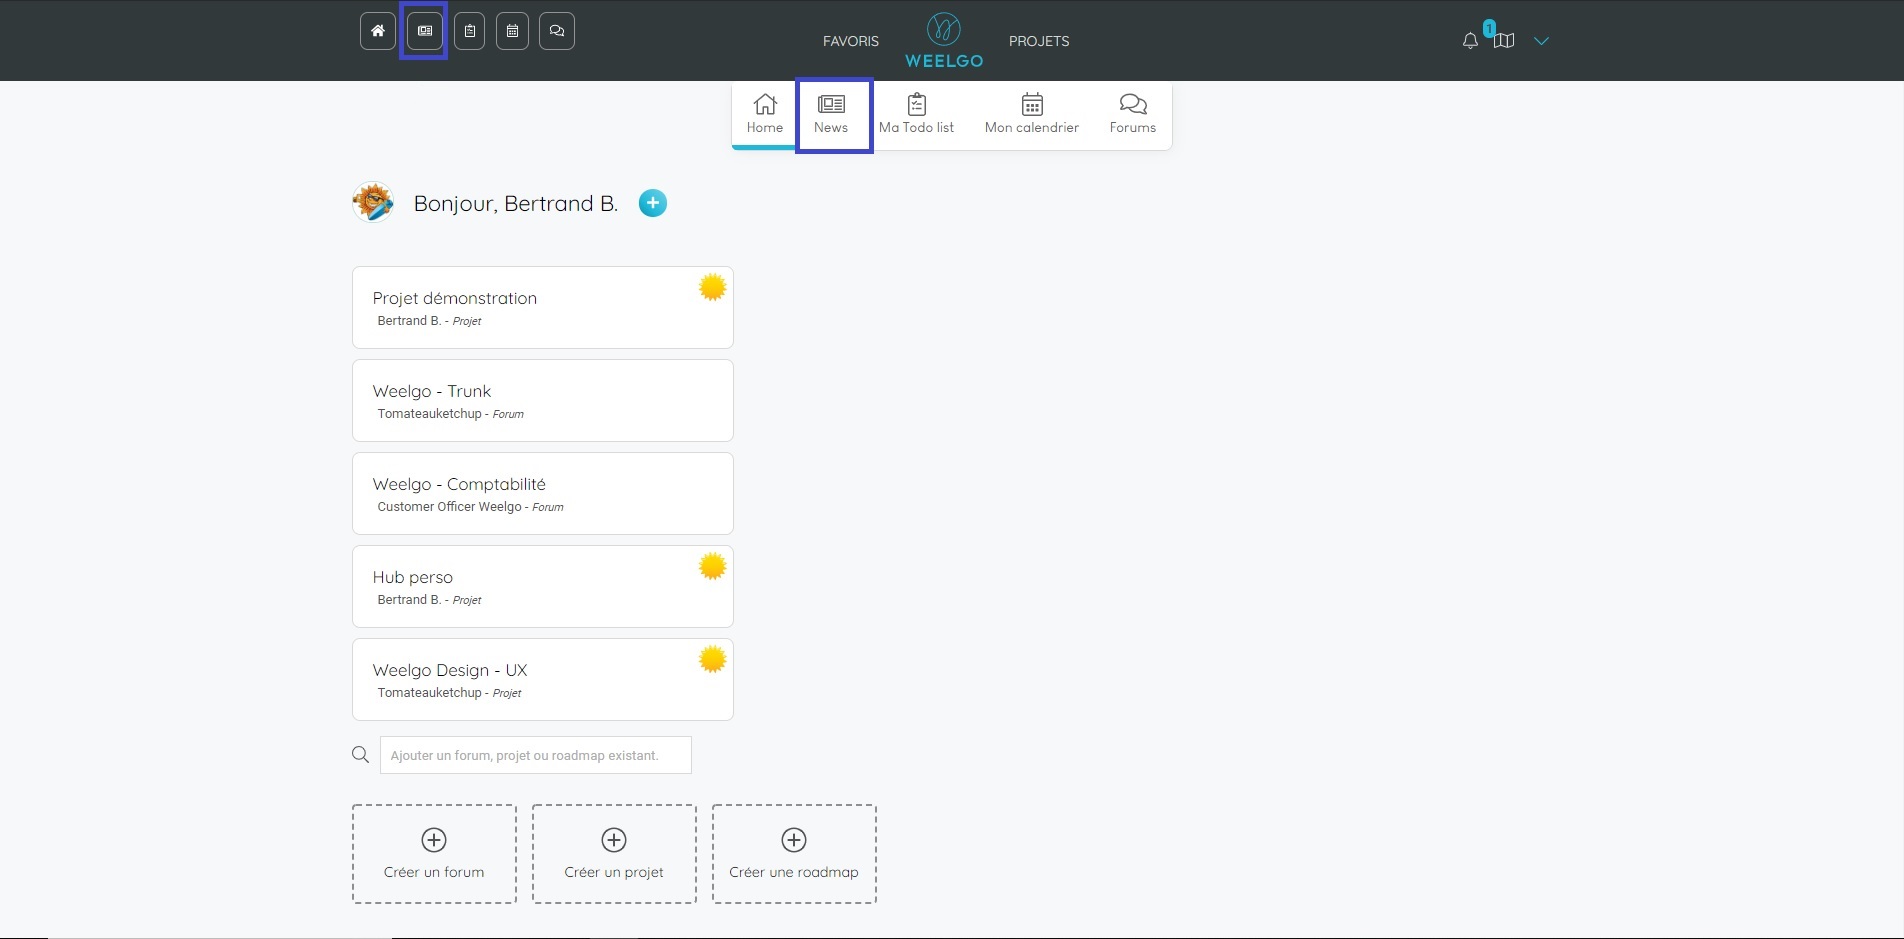 FAVORIS
WEELGO
PROJETS
1
Home
News
Ma Todo list
Mon calendrier
Forums
Bonjour, Bertrand B.
Projet démonstration
Bertrand B. - Projet
Weelgo - Trunk
Tomateauketchup - Forum
Weelgo - Comptabilité
Customer Officer Weelgo - Forum
Hub perso
Bertrand B. - Projet
Weelgo Design - UX
Tomateauketchup - Projet
Ajouter un forum, projet ou roadmap existant.
Créer un forum
Créer un projet
Créer une roadmap